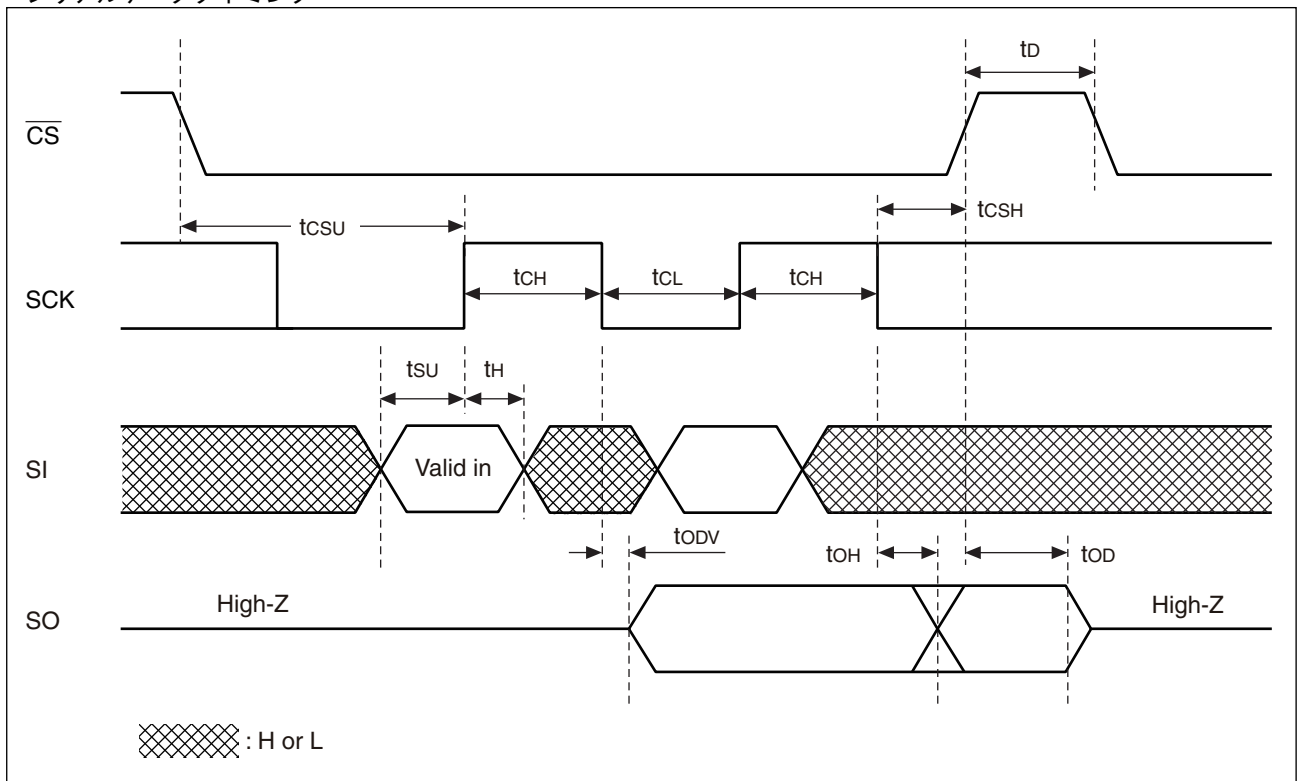 tD
CS
tCSU
tCSH
SCK
tCH
tCL
tCH
tSU
tH
SI
Valid in
tODV
tOH
tOD
SO
High-Z
High-Z
: H or L